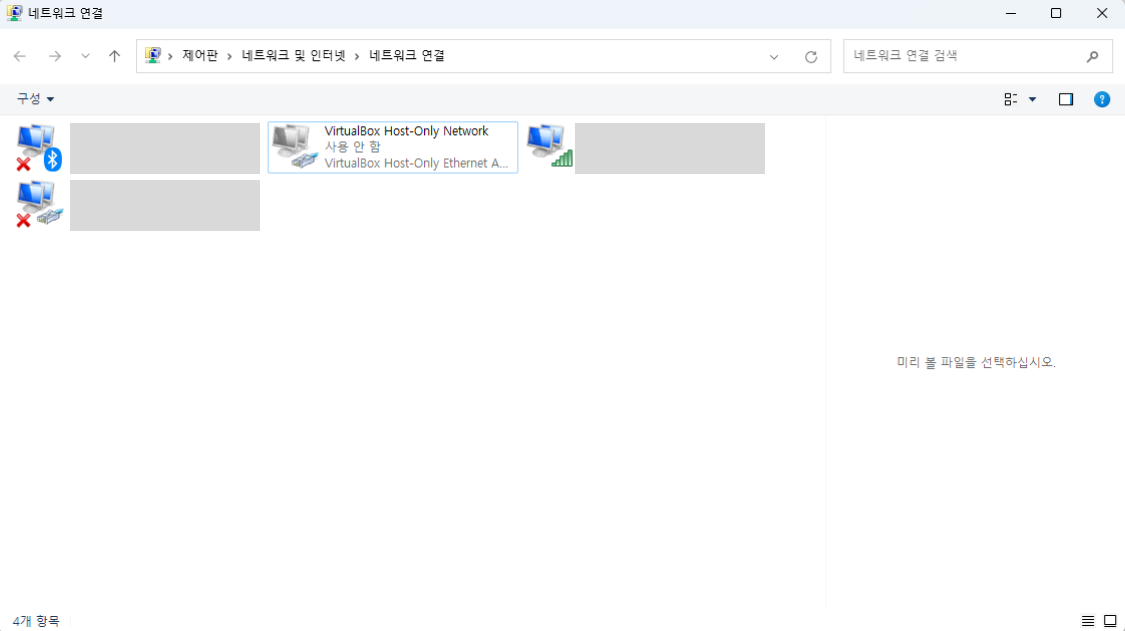 네트워크 연결
제어판 › 네트워크 및 인터넷 › 네트워크 연결
네트워크 연결 검색
구성
VirtualBox Host-Only Network
사용 안 함
VirtualBox Host-Only Ethernet A...
미리 볼 파일을 선택하십시오.
4개 항목